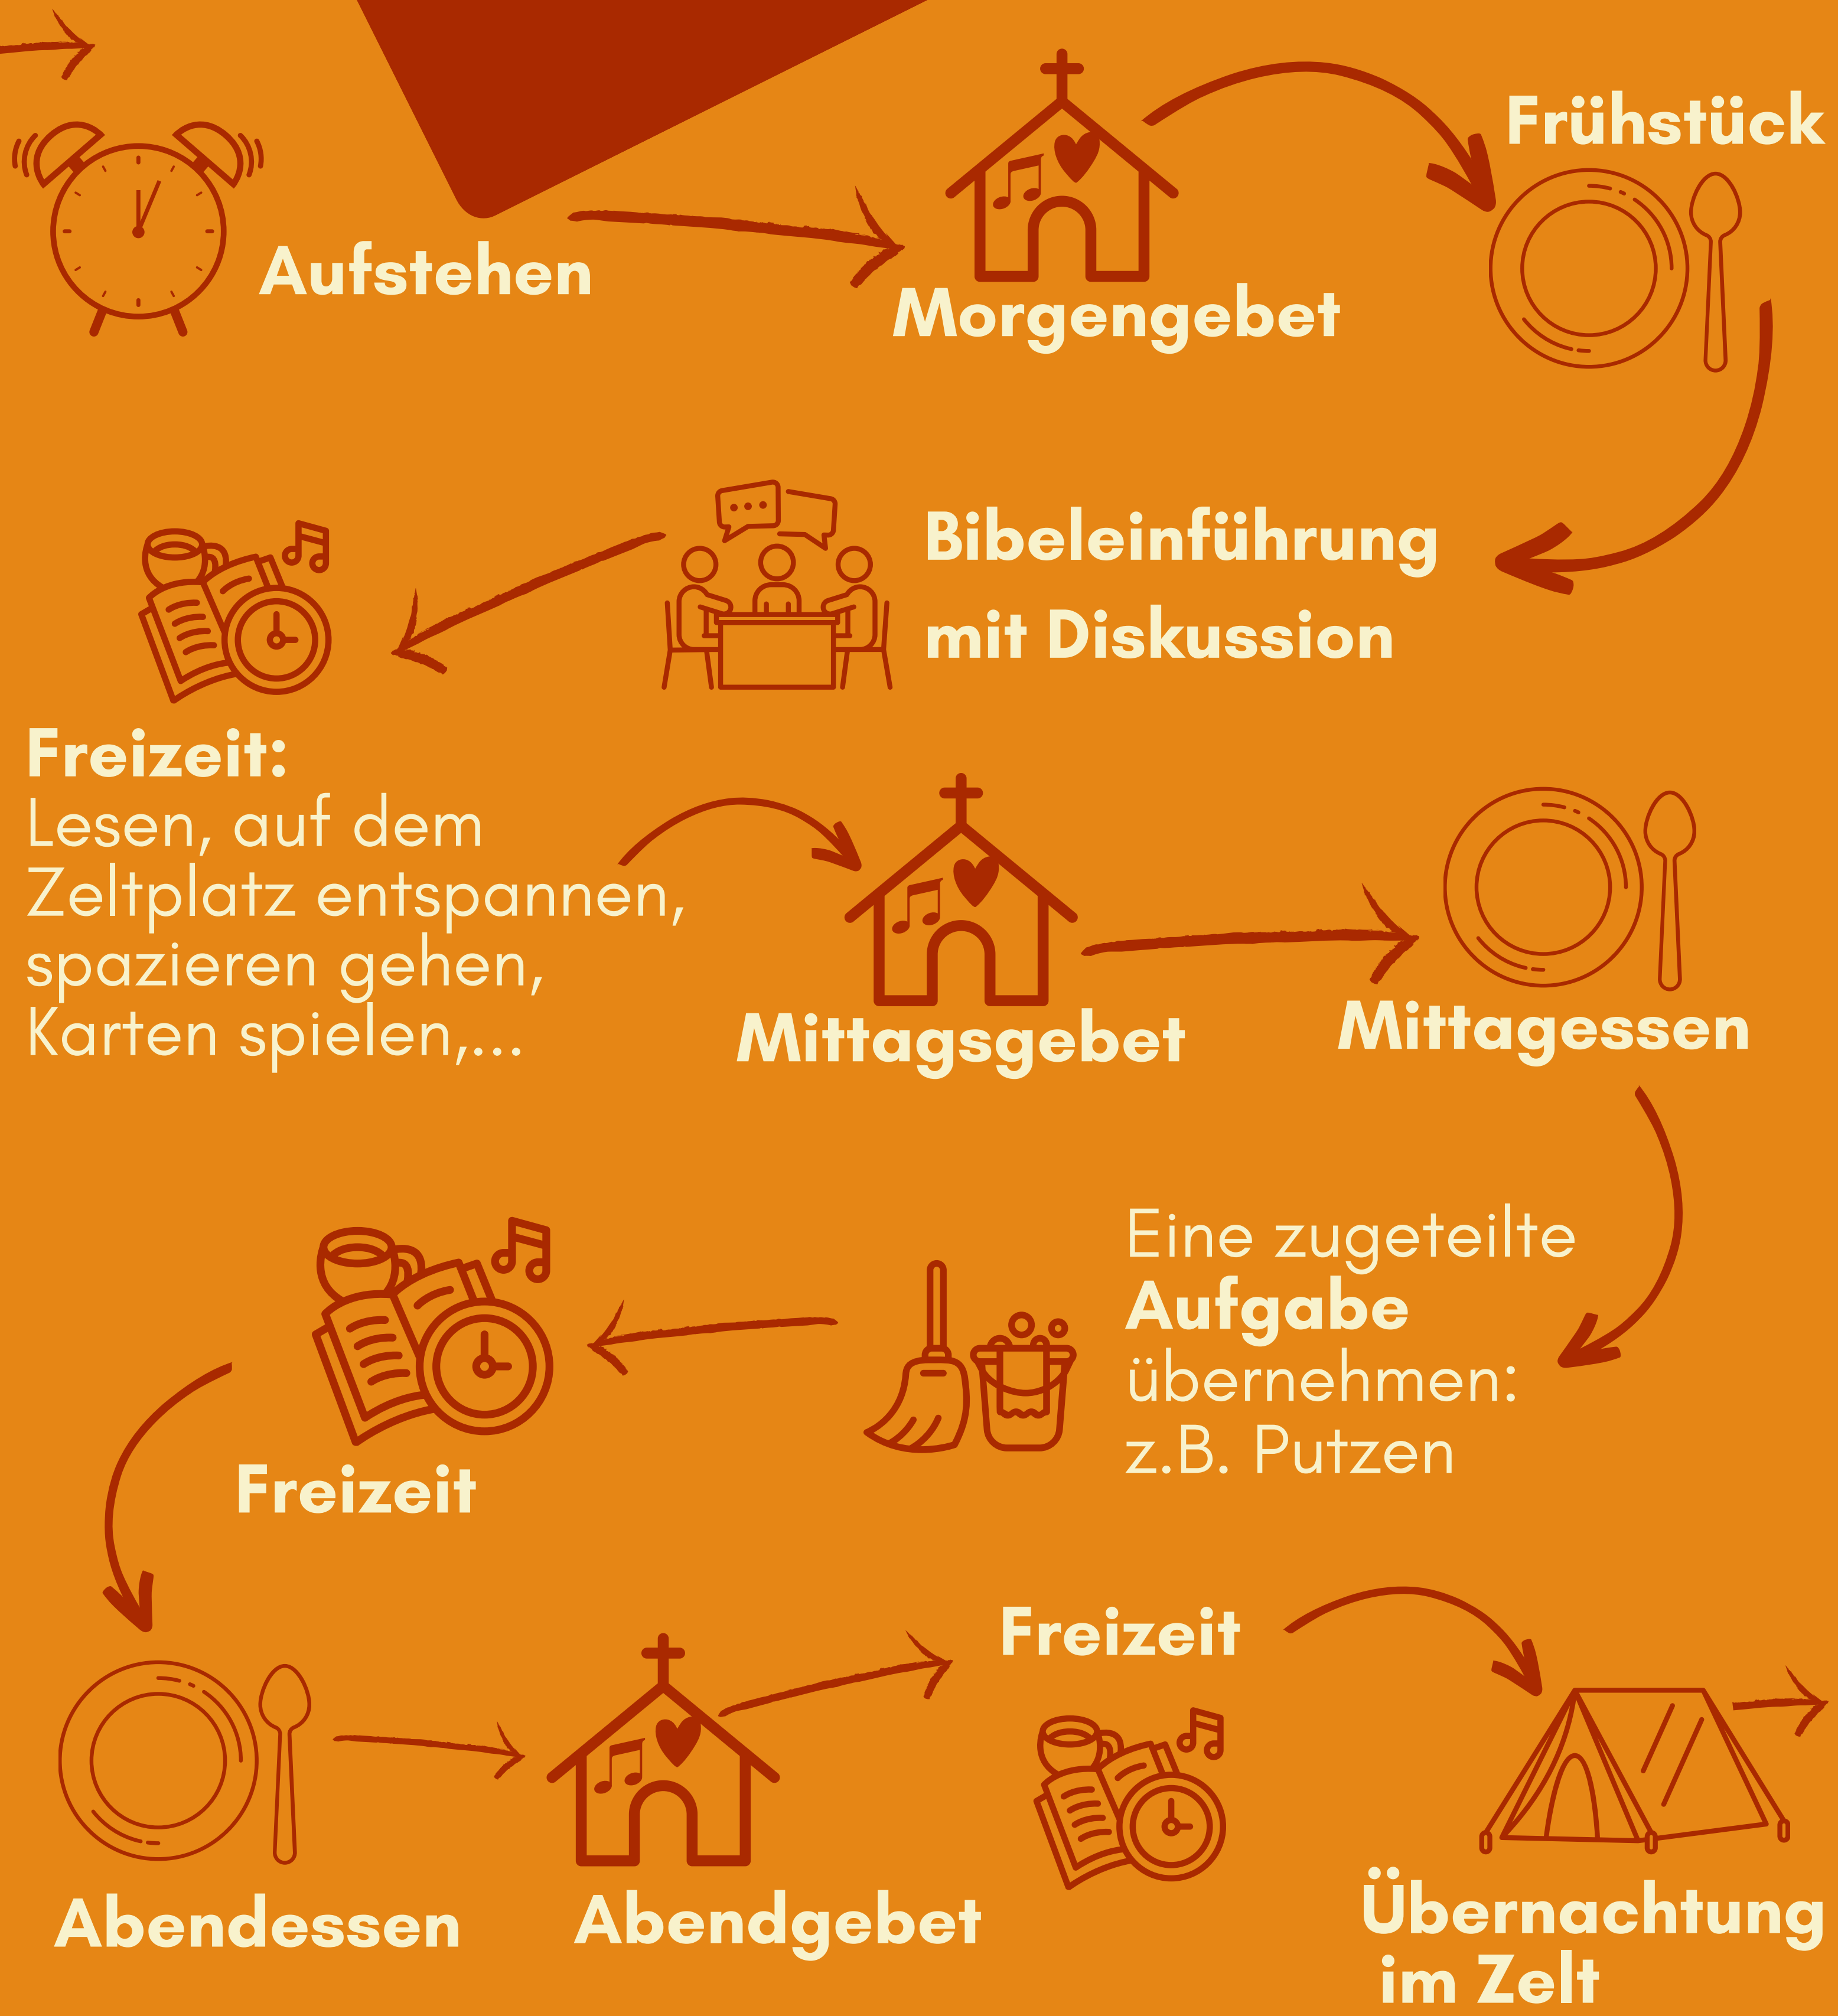 Aufstehen
Morgengebet
Frühstück
Bibeleinführung
mit Diskussion
Freizeit:
Lesen, auf dem
Zeltplatz entspannen,
spazieren gehen,
Karten spielen,...
Mittagsgebet
Mittagessen
Eine zugeteilte
Aufgabe
übernehmen:
z.B. Putzen
Freizeit
Abendessen
Abendgebet
Freizeit
Übernachtung
im Zelt